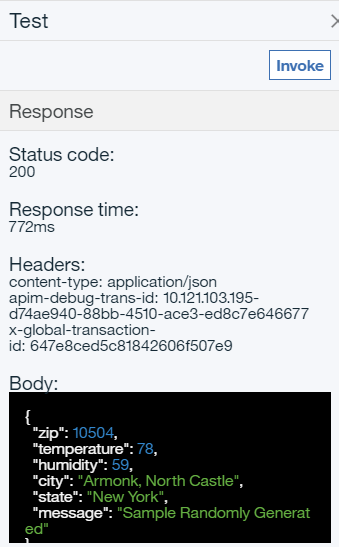 Test
Invoke
Response
Status code:
200
Response time:
772ms
Headers:
content-type: application/json
apim-debug-trans-id: 10.121.103.195-
d74ae940-88bb-4510-ace3-ed8c7e646677
x-global-transaction-
id: 647e8ced5c81842606f507e9
Body:
{
"zip": 10504,
"temperature": 78,
"humidity": 59,
"city": "Armonk, North Castle",
"state": "New York",
"message": "Sample Randomly Generat
ed"
}